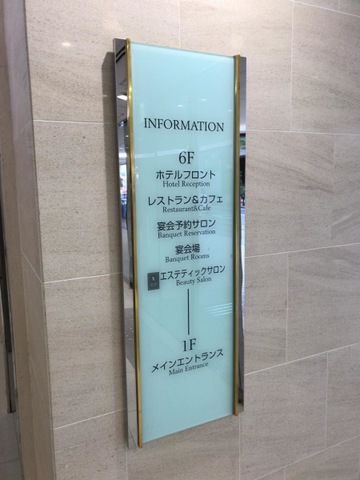 INFORMATION
6F
ホテルフロント
Hotel Reception
レストラン&カフェ
Restaurant&Cafe
宴会予約サロン
Banquet Reservation
宴会場
Banquet Rooms
エステティックサロン
Beauty Salon
1F
メインエントランス
Main Entrance